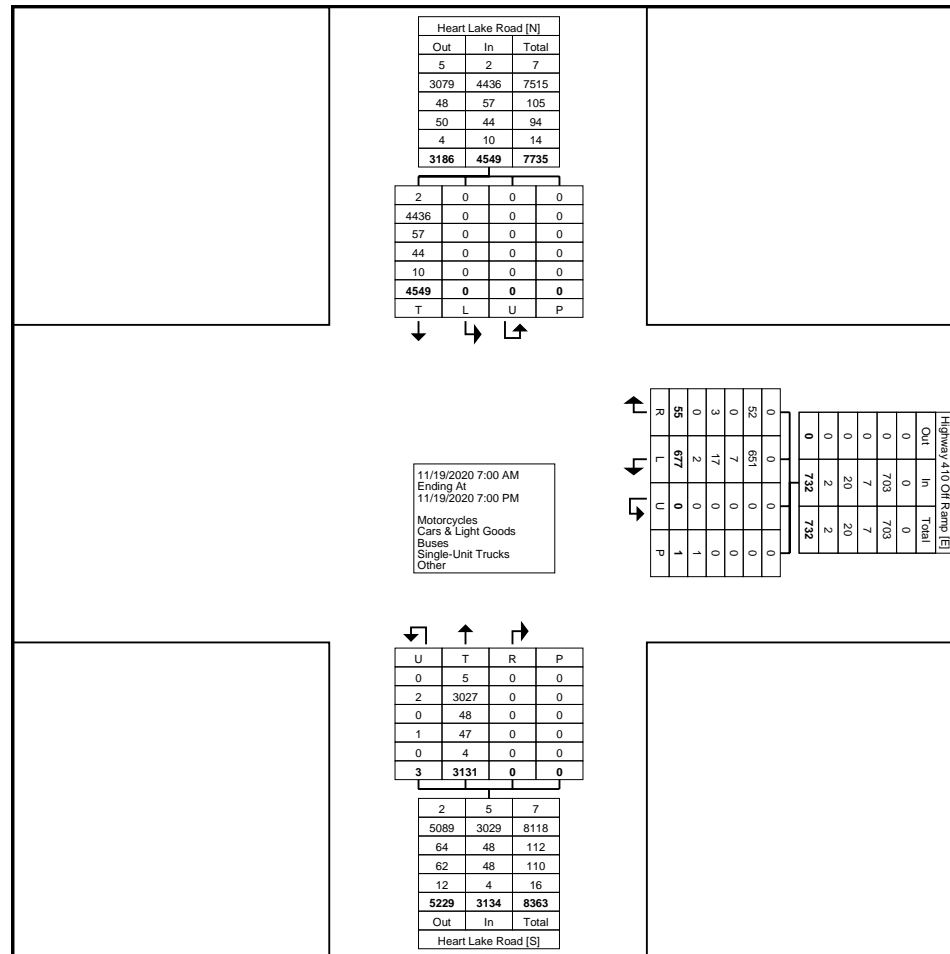 Heart Lake Road [N]
Out In Total
5 2 7
3079 4436 7515
48 57 105
50 44 94
4 10 14
3186 4549 7735
2 0 0 0
4436 0 0 0
57 0 0 0
44 0 0 0
10 0 0 0
4549 0 0 0
T L U P
Highway 410 Off Ramp [E]
Out In Total
0 0 0
0 703 703
0 7 7
0 20 20
0 2 2
0 732 732
0 0 0 0
52 651 0 0
0 7 0 0
3 17 0 0
0 2 0 1
55 677 0 1
R L U P
11/19/2020 7:00 AM
Ending At
11/19/2020 7:00 PM
Motorcycles
Cars & Light Goods
Buses
Single-Unit Trucks
Other
U T R P
0 5 0 0
2 3027 0 0
0 48 0 0
1 47 0 0
0 4 0 0
3 3131 0 0
2 5 7
5089 3029 8118
64 48 112
62 48 110
12 4 16
5229 3134 8363
Out In Total
Heart Lake Road [S]